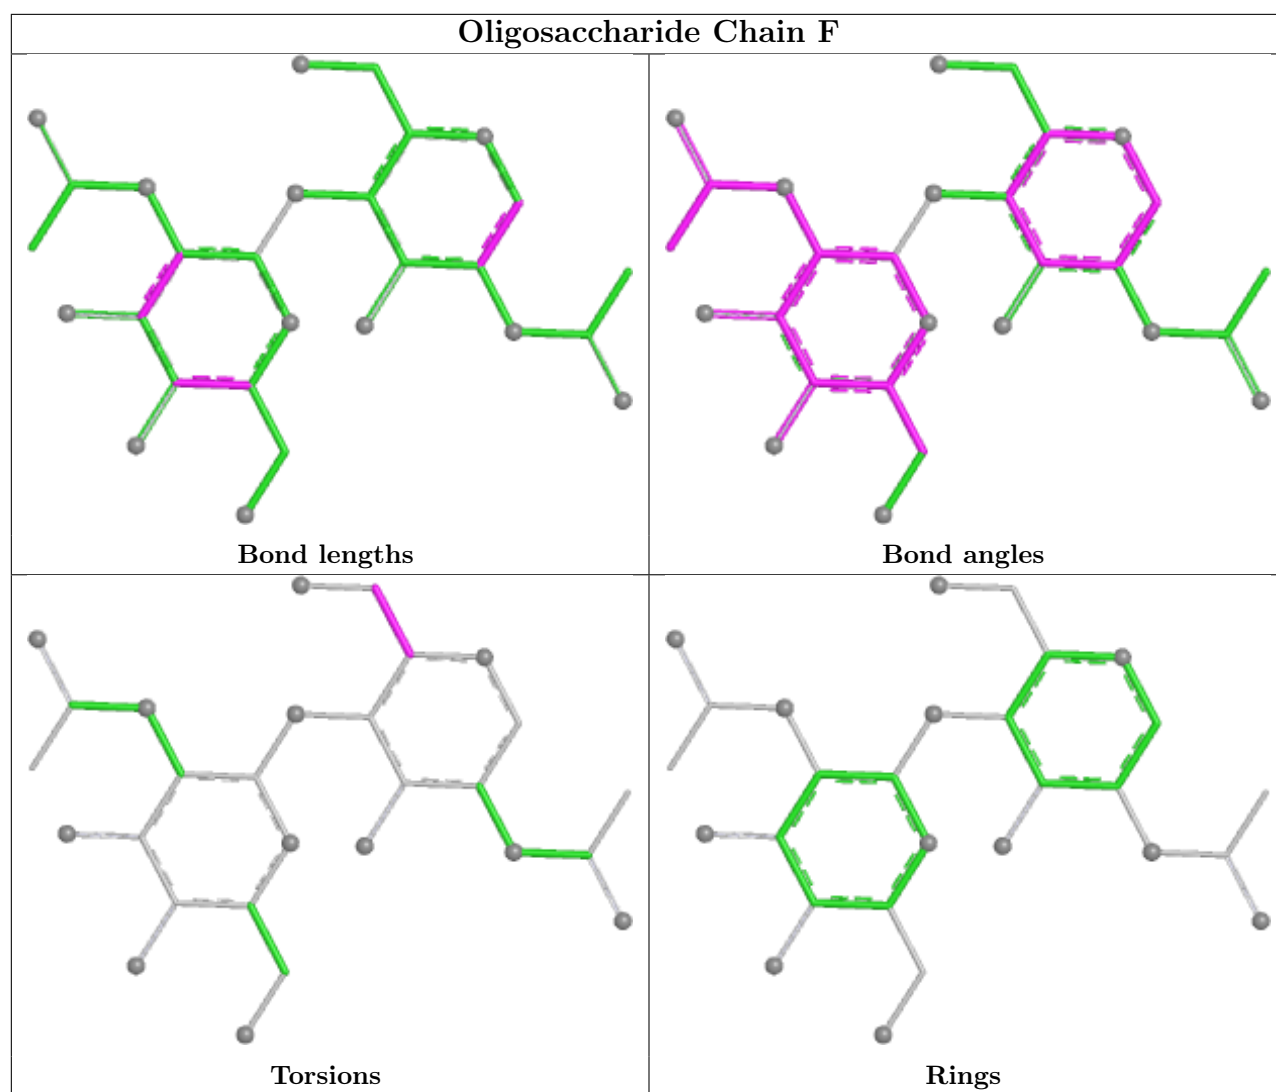 Oligosaccharide Chain F
Bond lengths
Bond angles
Torsions
Rings